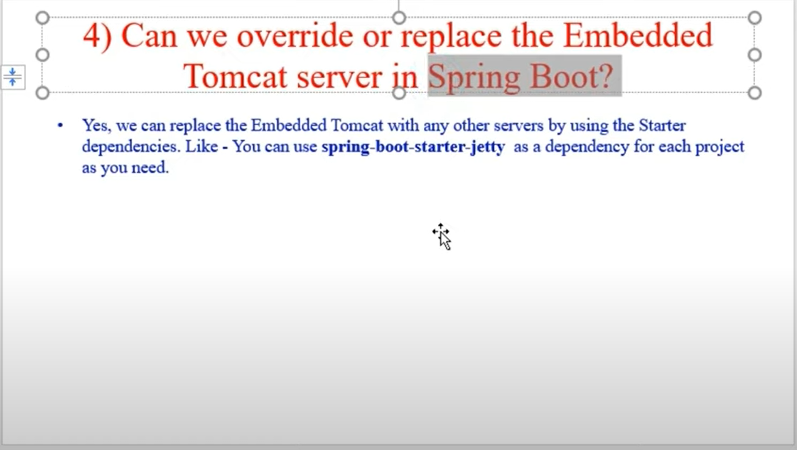 4) Can we override or replace the Embedded
Tomcat server in Spring Boot?
• Yes, we can replace the Embedded Tomcat with any other servers by using the Starter
dependencies. Like - You can use spring-boot-starter-jetty as a dependency for each project
as you need.